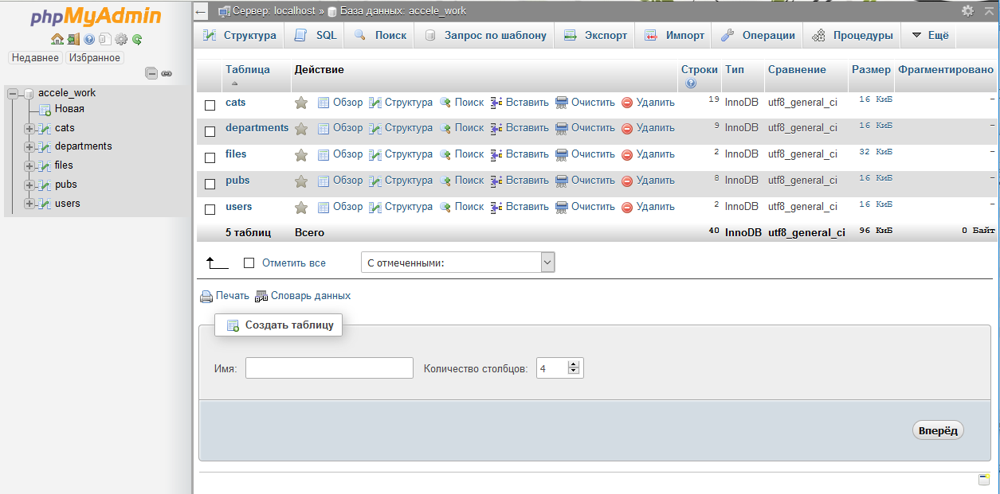 phpMyAdmin
Недавнее Избранное
accele_work
Новая
cats
departments
files
pubs
users
Сервер: localhost » База данных: accele_work
Структура SQL Поиск Запрос по шаблону Экспорт Импорт Операции Процедуры Ещё
Таблица Действие Строки Тип Сравнение Размер Фрагментировано
cats Обзор Структура Поиск Вставить Очистить Удалить 19 InnoDB utf8_general_ci 16 КиБ -
departments Обзор Структура Поиск Вставить Очистить Удалить 9 InnoDB utf8_general_ci 16 КиБ -
files Обзор Структура Поиск Вставить Очистить Удалить 2 InnoDB utf8_general_ci 32 КиБ -
pubs Обзор Структура Поиск Вставить Очистить Удалить 8 InnoDB utf8_general_ci 16 КиБ -
users Обзор Структура Поиск Вставить Очистить Удалить 2 InnoDB utf8_general_ci 16 КиБ -
5 таблиц Всего 40 InnoDB utf8_general_ci 96 КиБ 0 Байт
Отметить все С отмеченными:
Печать Словарь данных
Создать таблицу
Имя: Количество столбцов: 4
Вперёд